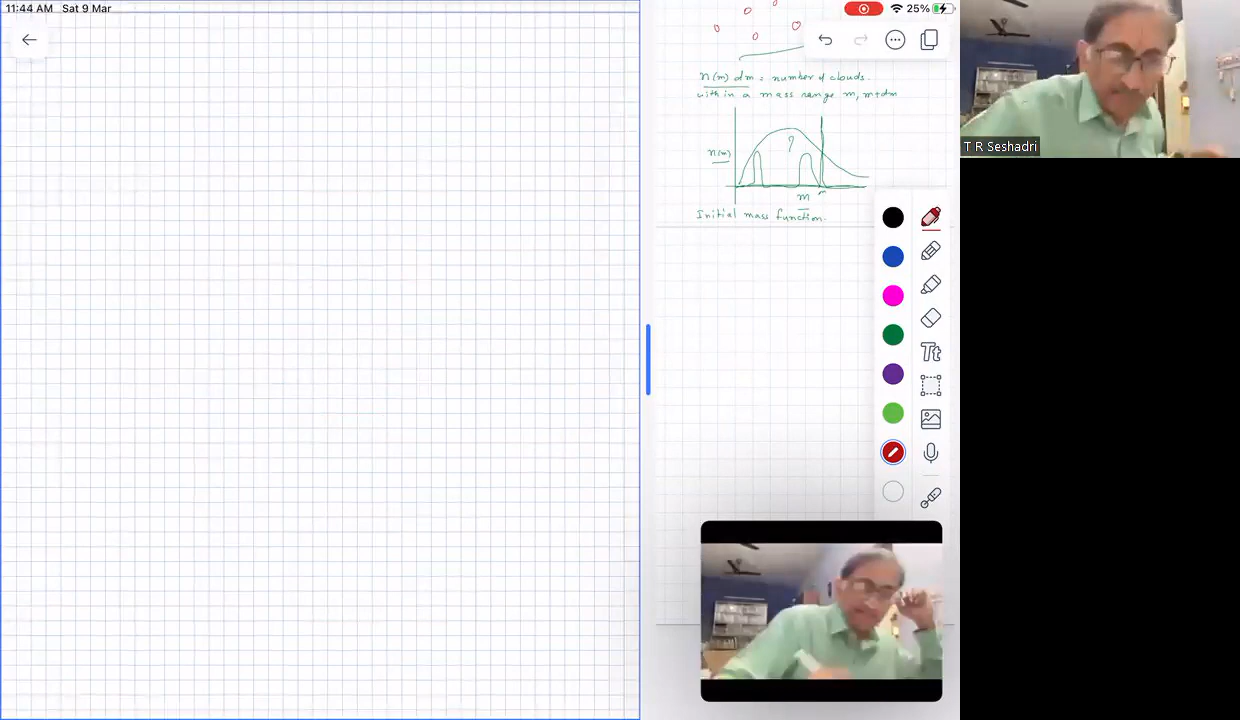 11:44 AM Sat 9 Mar
25%
n(m) dm = number of clouds.
with in a mass range m, m+dm
n(m)
?
m
Initial mass function.
Tt
T R Seshadri